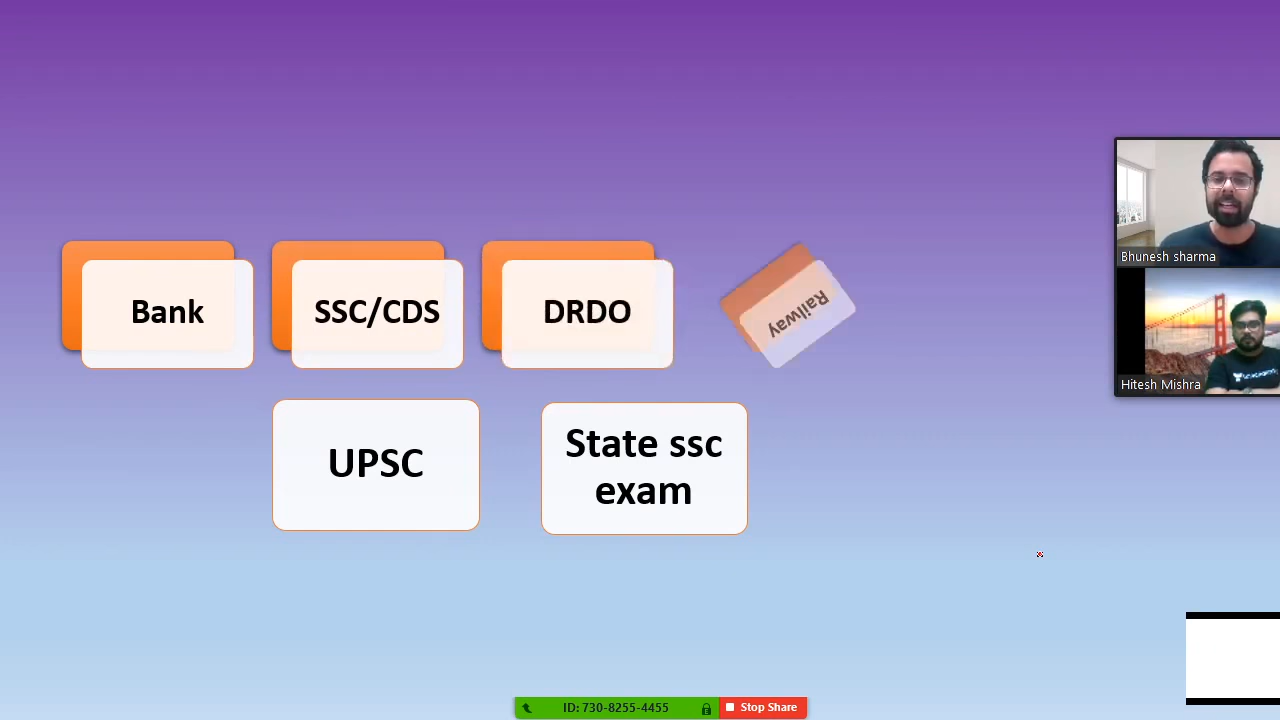 Bhunesh sharma
Bank
SSC/CDS
DRDO
Railway
Hitesh Mishra
UPSC
State ssc
exam
ID: 730-8255-4455
Stop Share